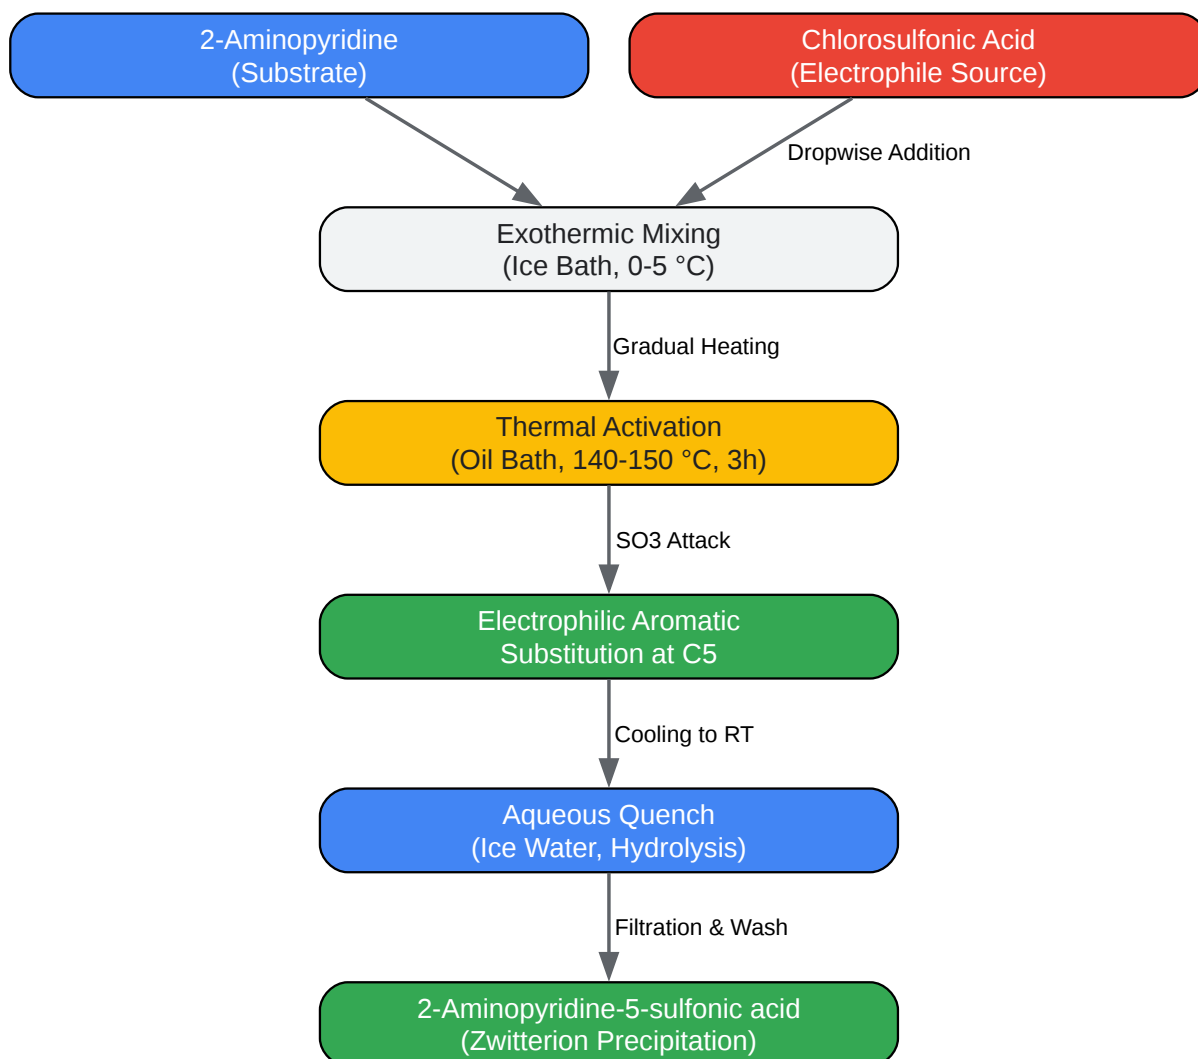 2-Aminopyridine
(Substrate)
Chlorosulfonic Acid
(Electrophile Source)
Dropwise Addition
Exothermic Mixing
(Ice Bath, 0-5 °C)
Gradual Heating
Thermal Activation
(Oil Bath, 140-150 °C, 3h)
SO3 Attack
Electrophilic Aromatic
Substitution at C5
Cooling to RT
Aqueous Quench
(Ice Water, Hydrolysis)
Filtration & Wash
2-Aminopyridine-5-sulfonic acid
(Zwitterion Precipitation)